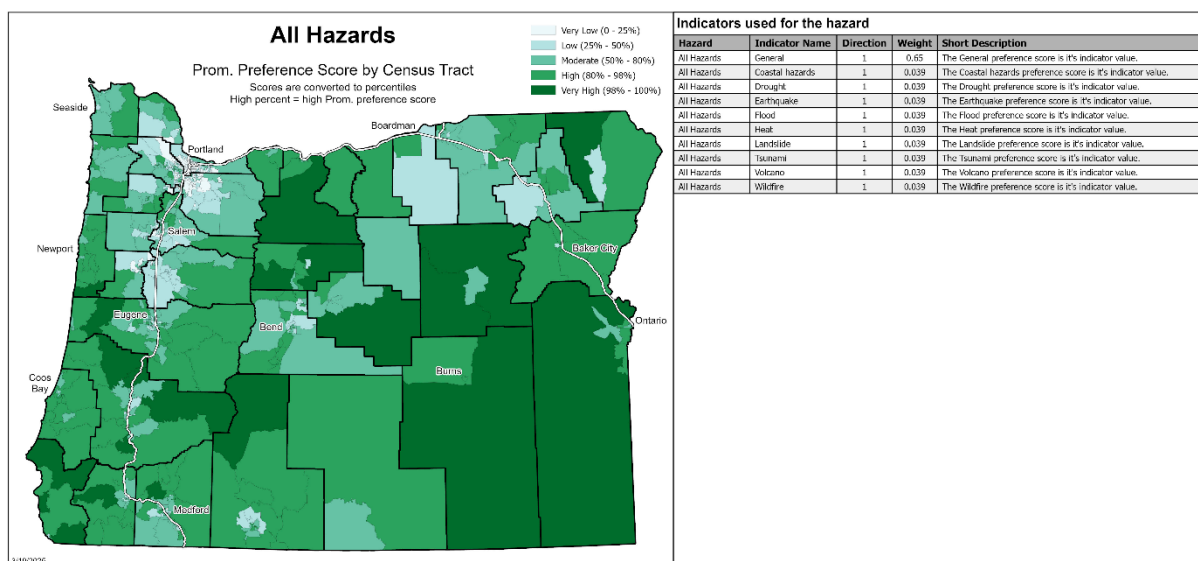 All Hazards
Prom. Preference Score by Census Tract
Scores are converted to percentiles
High percent = high Prom. preference score
Very Low (0 - 25%)
Low (25% - 50%)
Moderate (50% - 80%)
High (80% - 98%)
Very High (98% - 100%)
Seaside
Portland
Boardman
Salem
Newport
Baker City
Eugene
Bend
Ontario
Burns
Coos
Bay
Medford
Indicators used for the hazard
Hazard Indicator Name Direction Weight Short Description
All Hazards General 1 0.65 The General preference score is it's indicator value.
All Hazards Coastal hazards 1 0.039 The Coastal hazards preference score is it's indicator value.
All Hazards Drought 1 0.039 The Drought preference score is it's indicator value.
All Hazards Earthquake 1 0.039 The Earthquake preference score is it's indicator value.
All Hazards Flood 1 0.039 The Flood preference score is it's indicator value.
All Hazards Heat 1 0.039 The Heat preference score is it's indicator value.
All Hazards Landslide 1 0.039 The Landslide preference score is it's indicator value.
All Hazards Tsunami 1 0.039 The Tsunami preference score is it's indicator value.
All Hazards Volcano 1 0.039 The Volcano preference score is it's indicator value.
All Hazards Wildfire 1 0.039 The Wildfire preference score is it's indicator value.